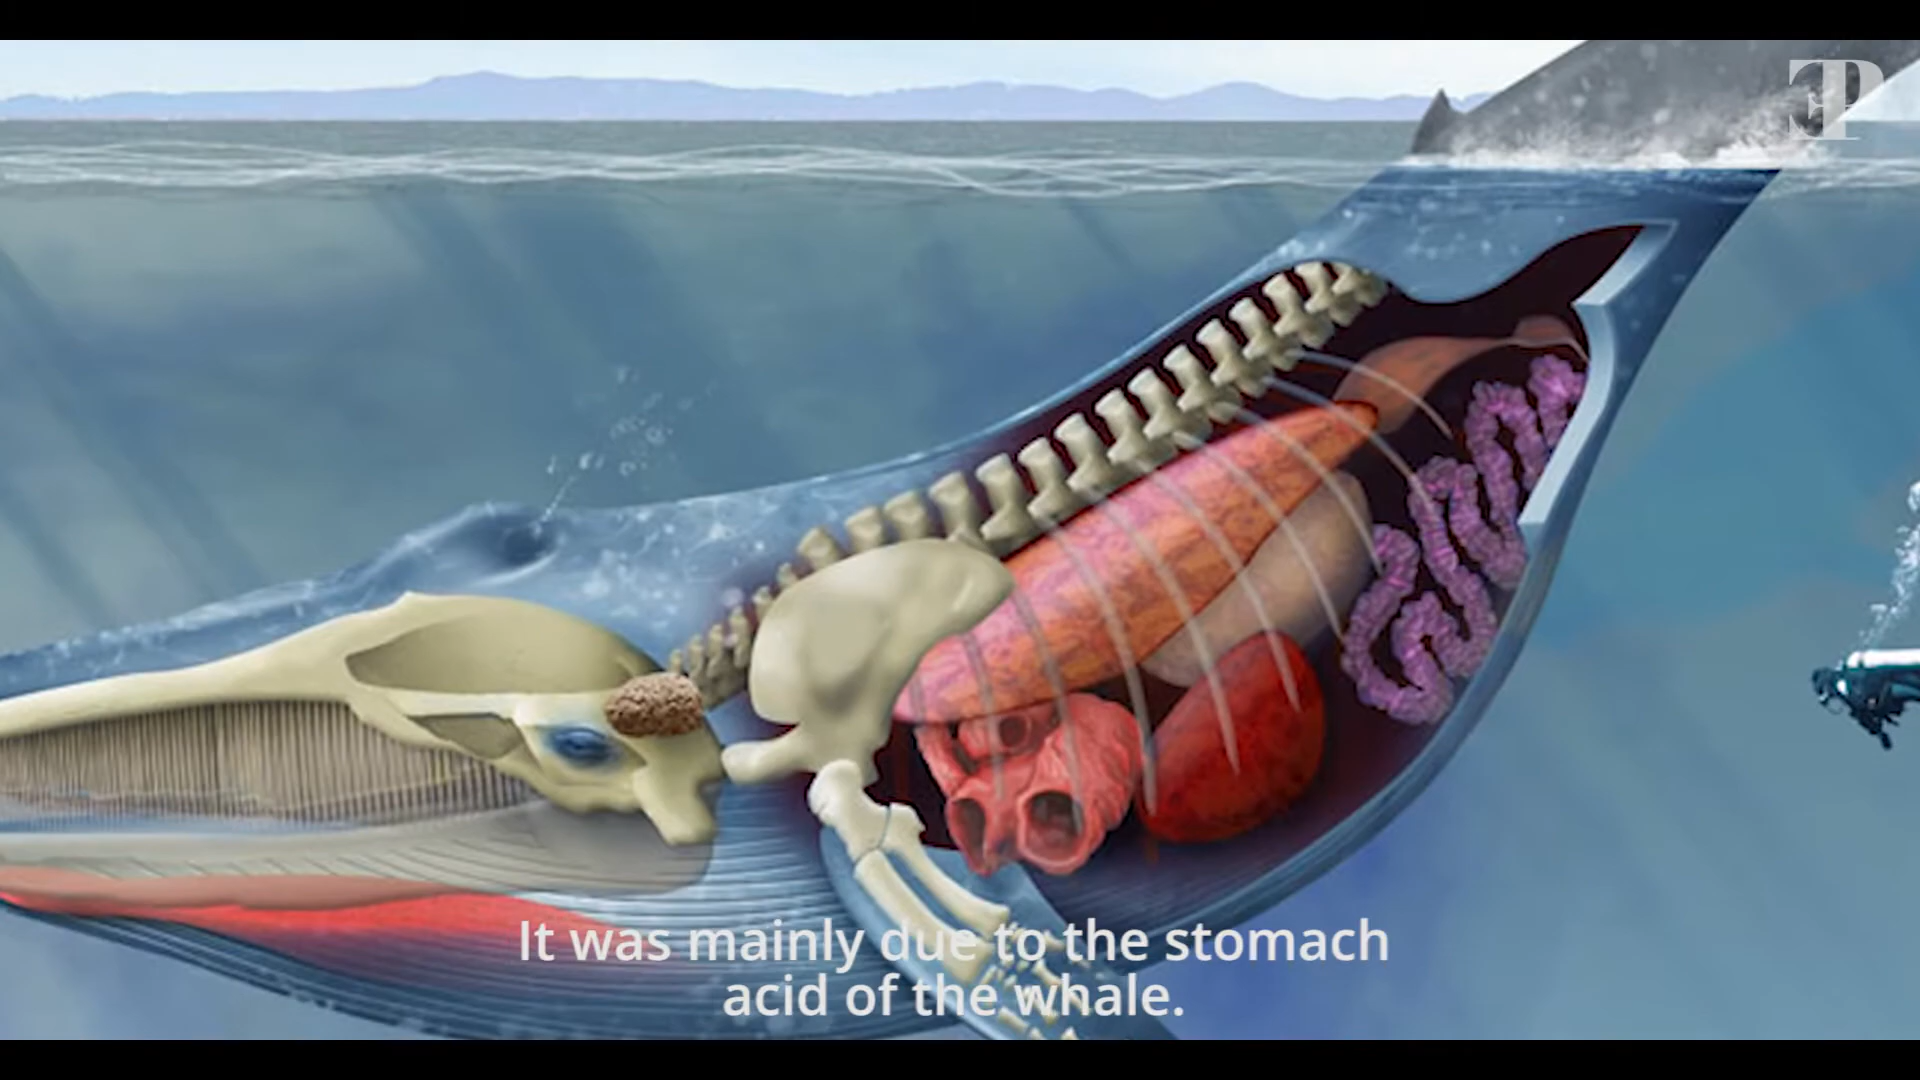 It was mainly due to the stomach
acid of the whale.